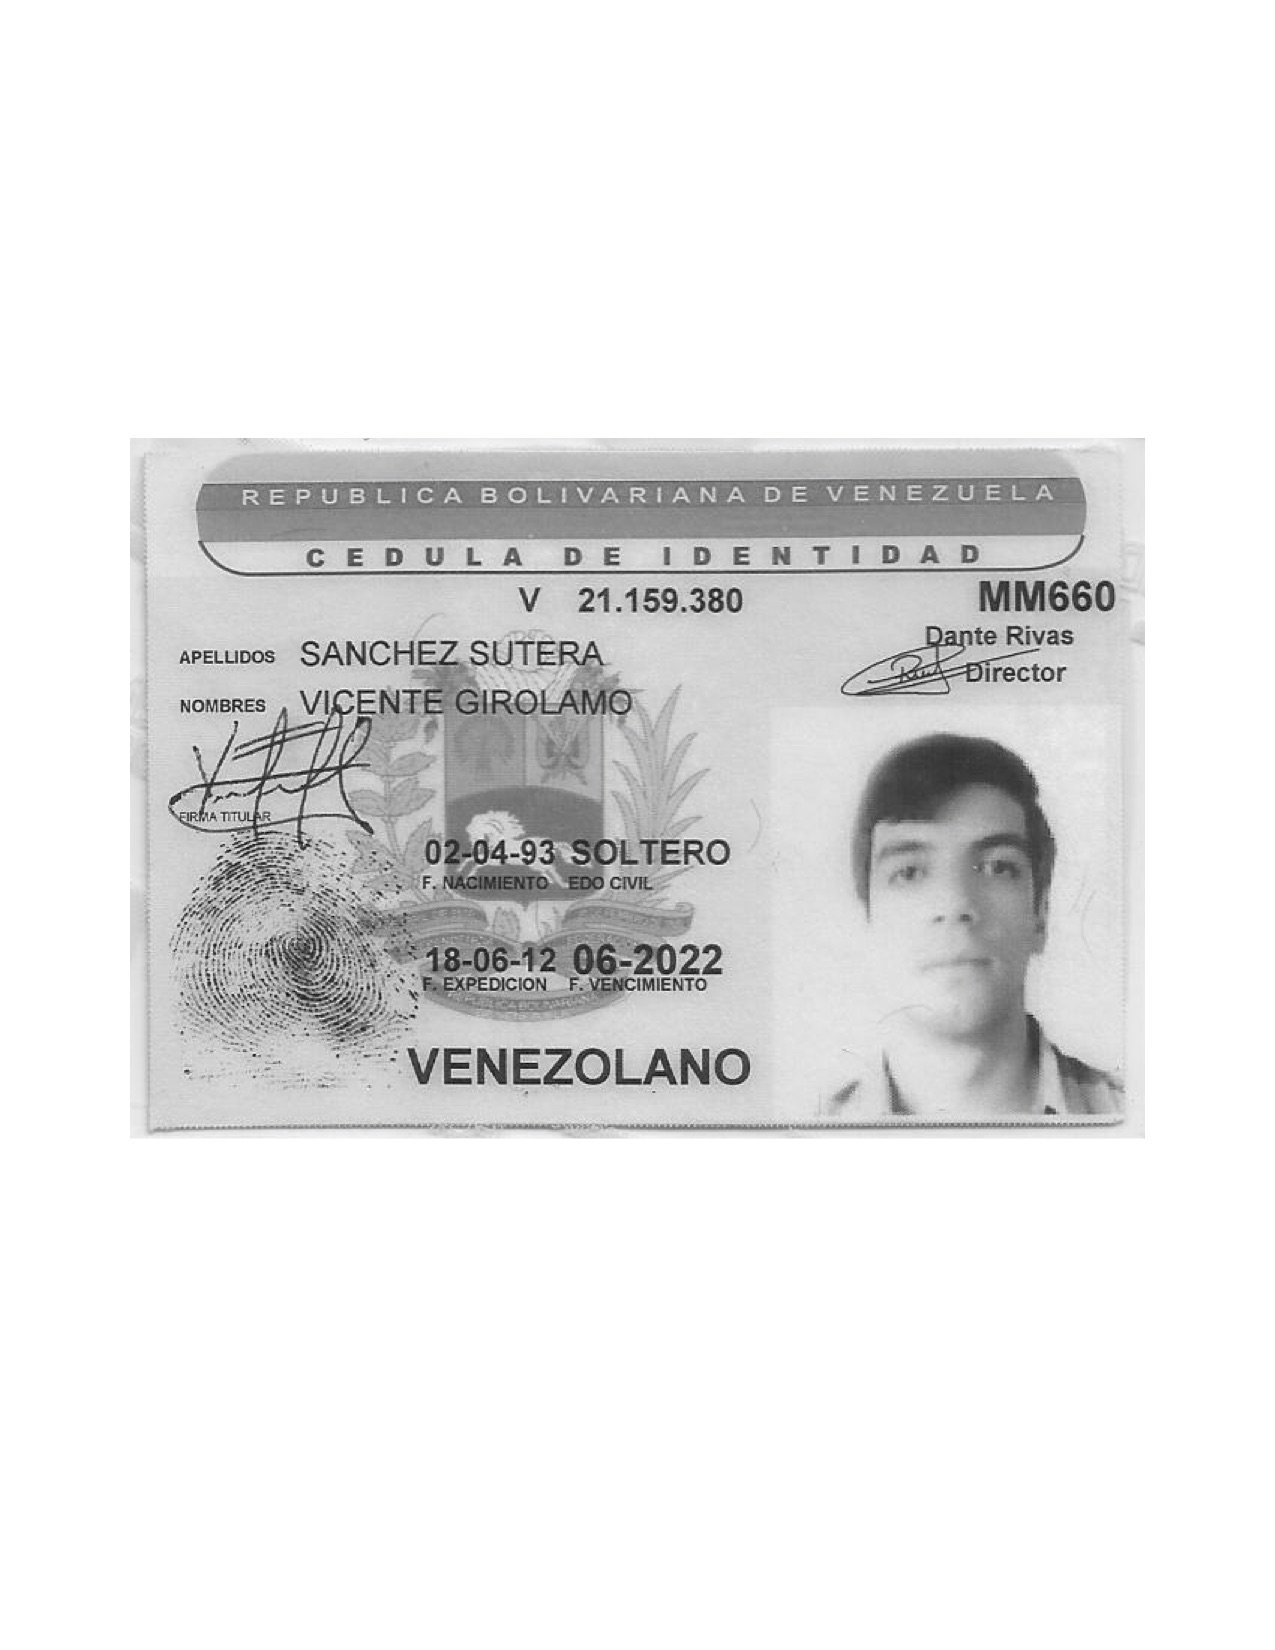 REPUBLICA BOLIVARIANA DE VENEZUELA
CEDULA DE IDENTIDAD
V 21.159.380 MM660
Dante Rivas
Director
APELLIDOS SANCHEZ SUTERA
NOMBRES VICENTE GIROLAMO
FIRMA TITULAR
02-04-93 SOLTERO
F. NACIMIENTO EDO CIVIL
18-06-12 06-2022
F. EXPEDICION F. VENCIMIENTO
VENEZOLANO